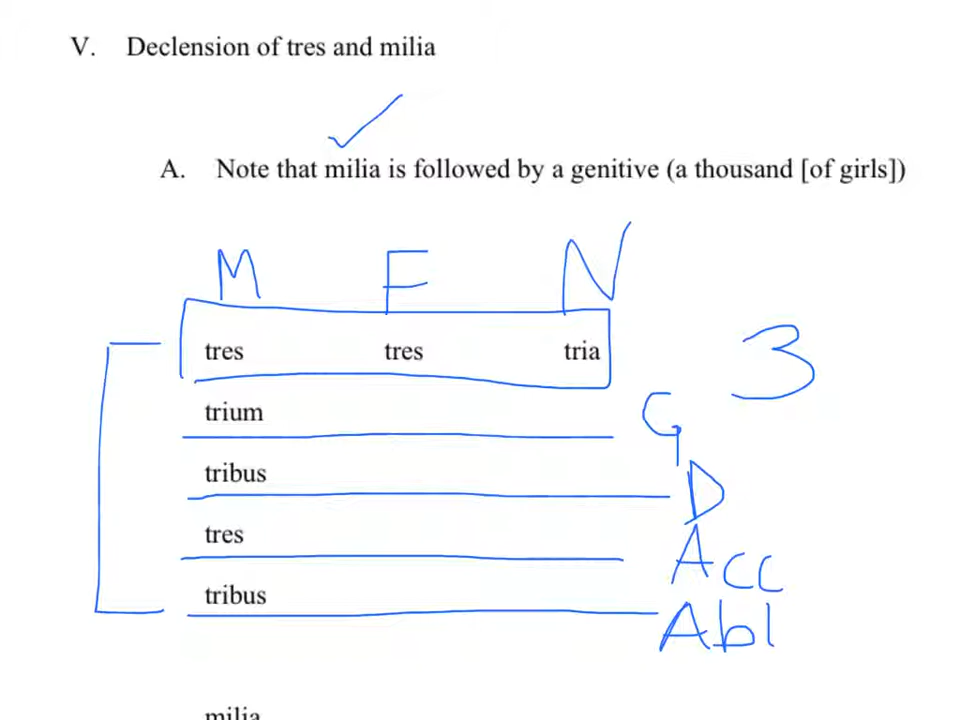 V. Declension of tres and milia
A. Note that milia is followed by a genitive (a thousand [of girls])
M F N
tres tres tria 3
trium G
tribus D
tres Acc
tribus Abl
milia